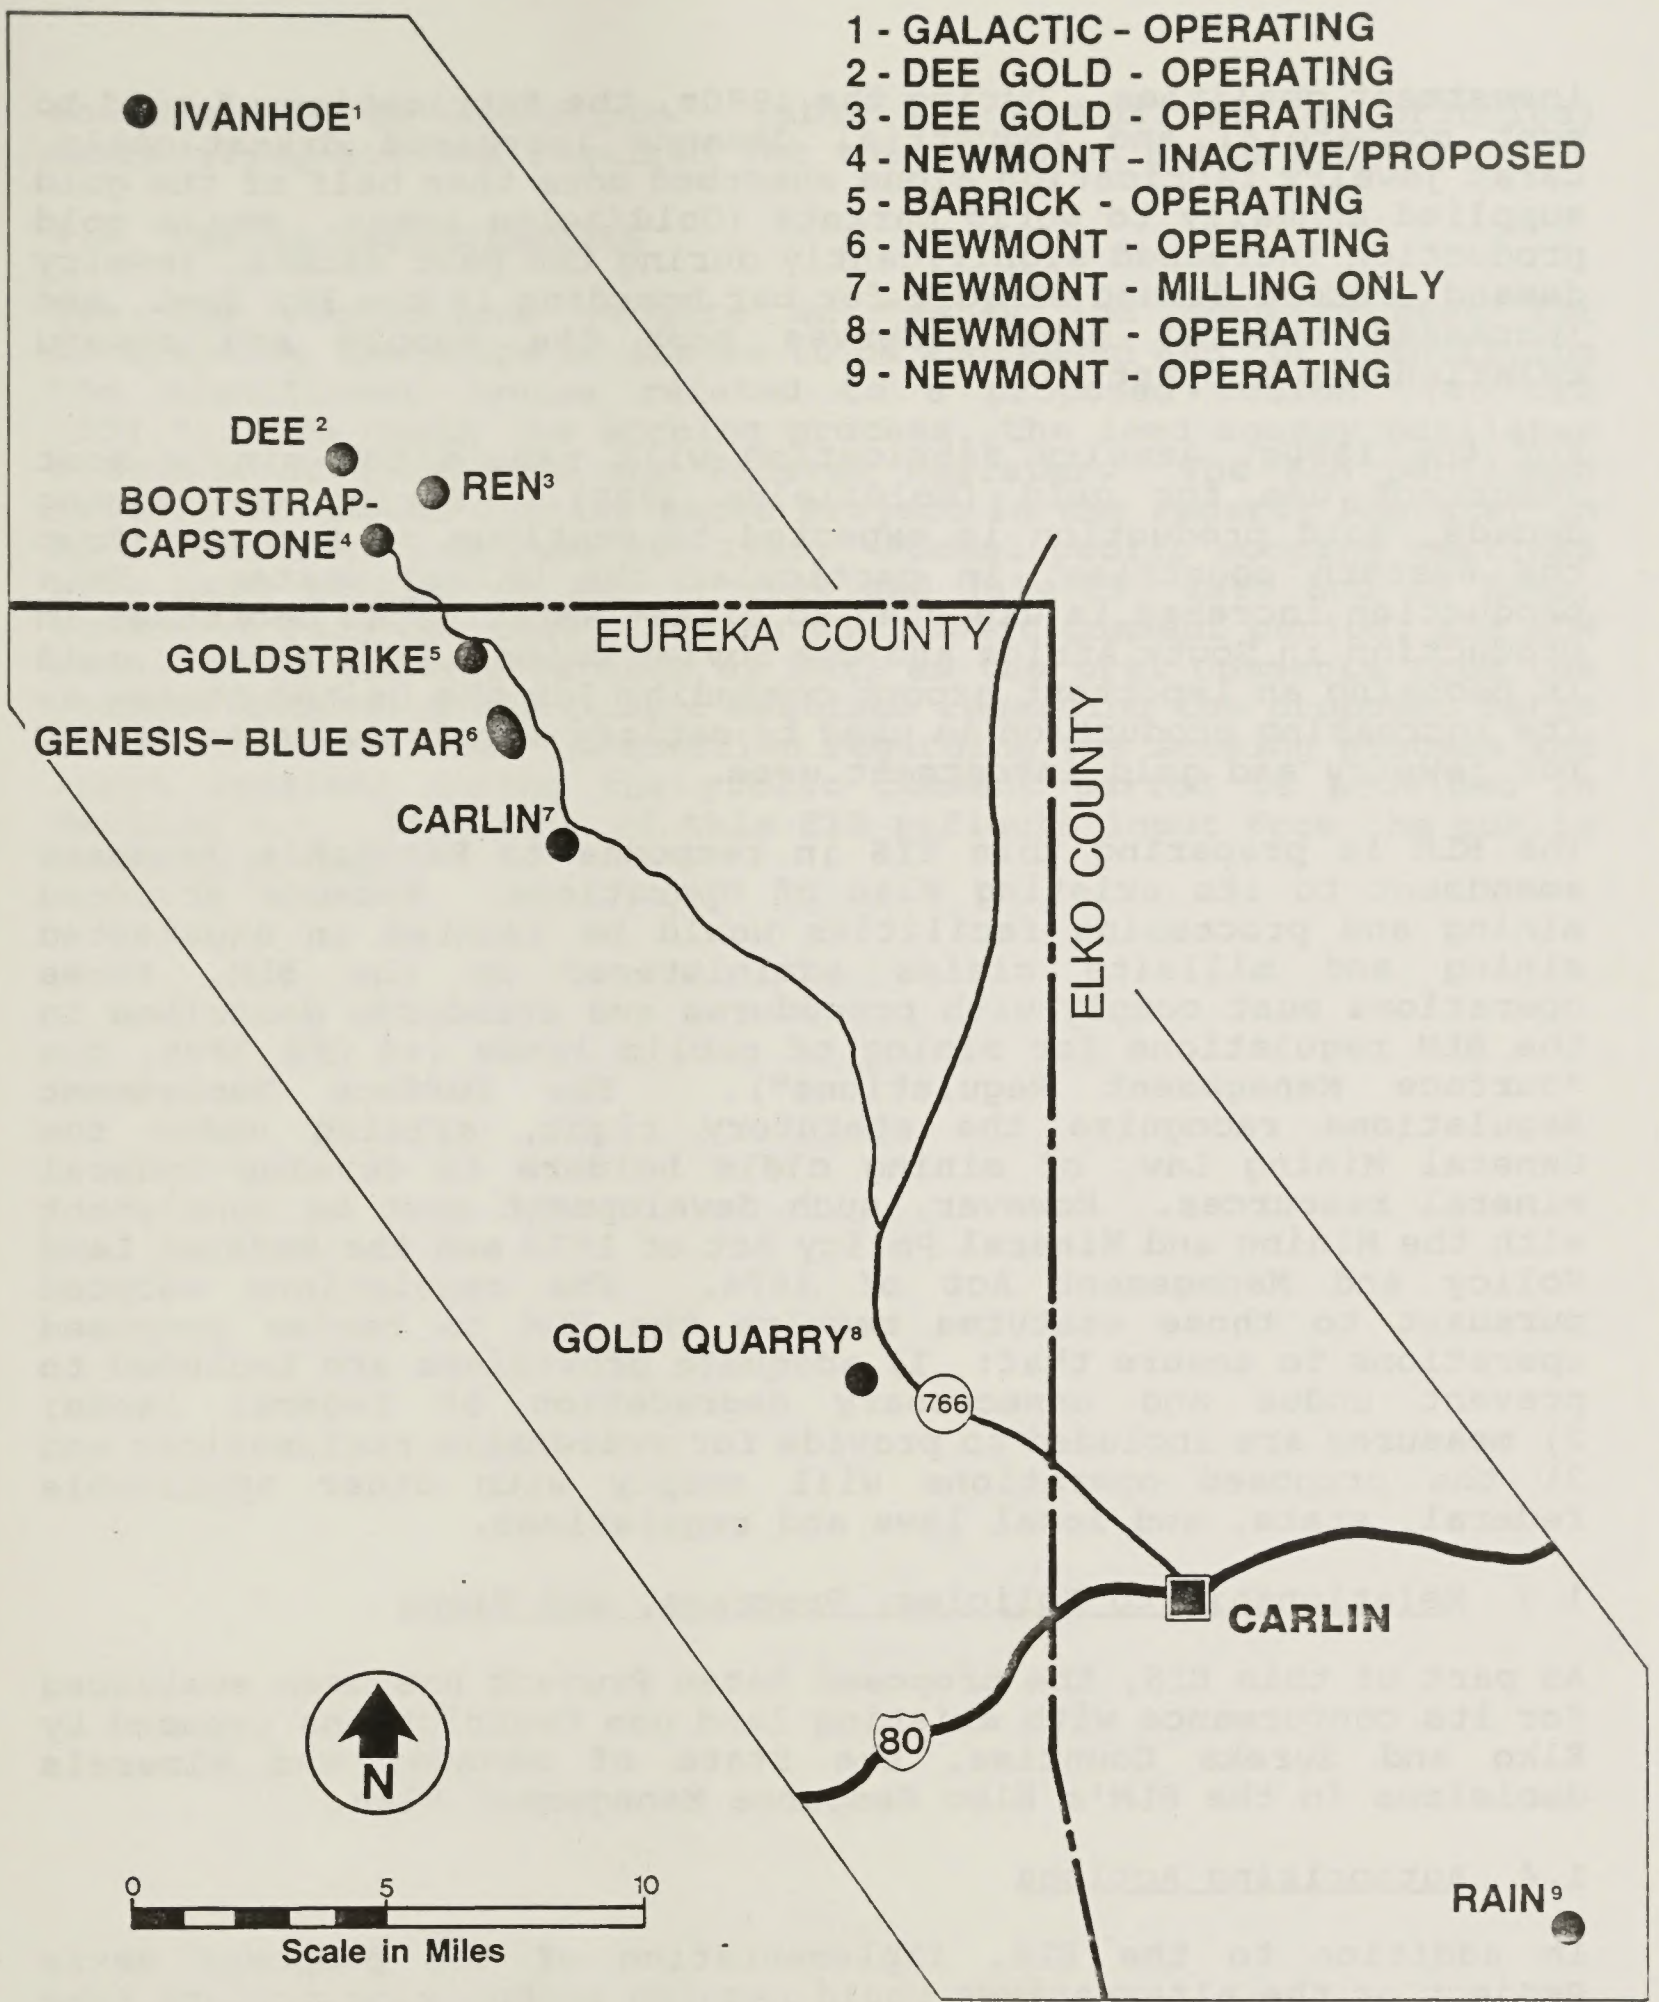 1 - GALACTIC - OPERATING
2 - DEE GOLD - OPERATING
3 - DEE GOLD - OPERATING
4 - NEWMONT - INACTIVE/PROPOSED
5 - BARRICK - OPERATING
6 - NEWMONT - OPERATING
7 - NEWMONT - MILLING ONLY
8 - NEWMONT - OPERATING
9 - NEWMONT - OPERATING
IVANHOE¹
DEE ²
REN³
BOOTSTRAP-
CAPSTONE⁴
EUREKA COUNTY
GOLDSTRIKE⁵
ELKO COUNTY
GENESIS-BLUE STAR⁶
CARLIN⁷
GOLD QUARRY⁸
766
CARLIN
80
N
0 5 10
Scale in Miles
RAIN⁹